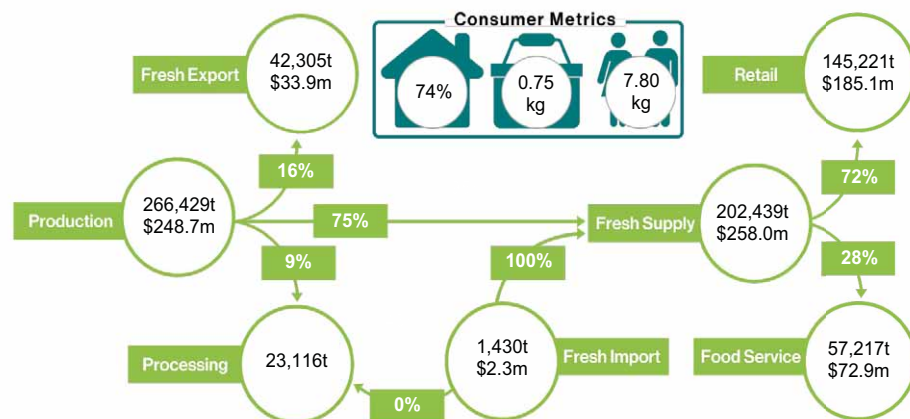 Consumer Metrics
Fresh Export
42,305t
$33.9m
74%
0.75
kg
7.80
kg
Retail
145,221t
$185.1m
16%
72%
Production
266,429t
$248.7m
75%
Fresh Supply
202,439t
$258.0m
9%
100%
28%
Processing
23,116t
1,430t
$2.3m
Fresh Import
Food Service
57,217t
$72.9m
0%